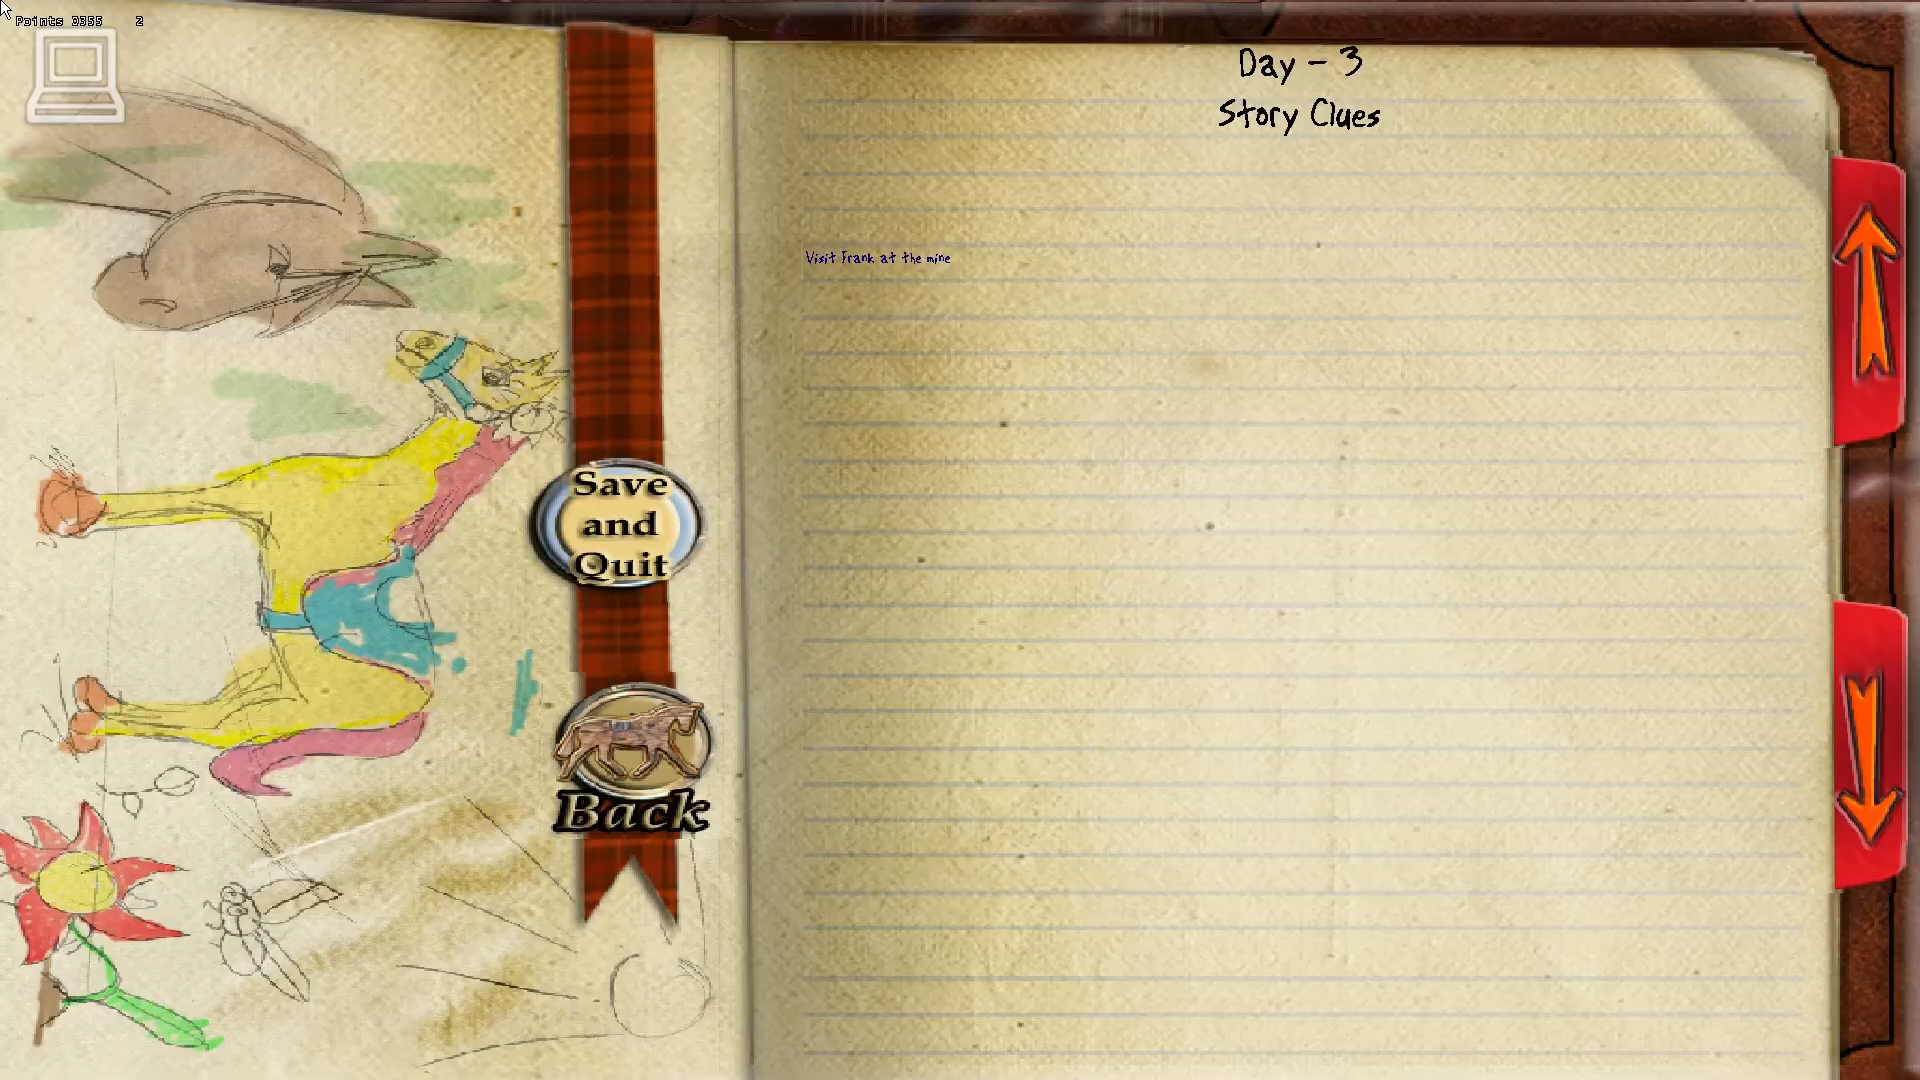 Points 0355 2
Day - 3
Story Clues
Visit Frank at the mine
Save
and
Quit
Back